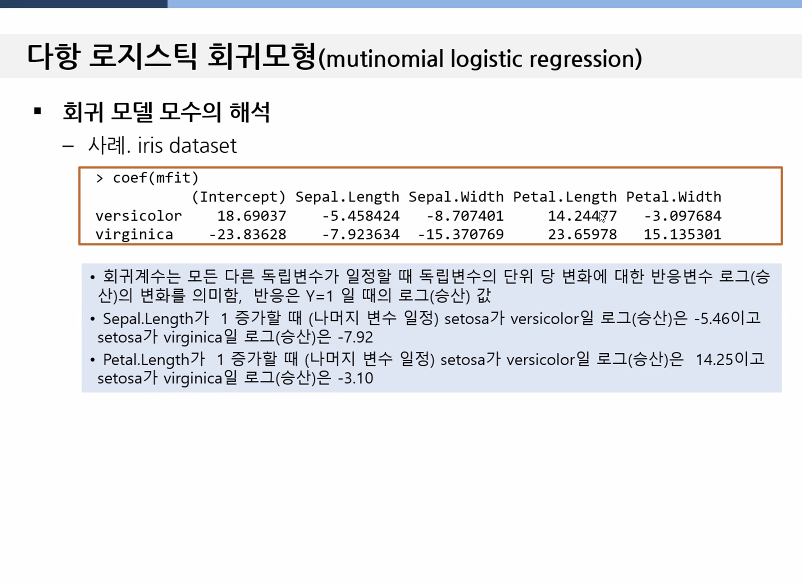 다항 로지스틱 회귀모형(mutinomial logistic regression)
▪ 회귀 모델 모수의 해석
– 사례. iris dataset
> coef(mfit)
(Intercept) Sepal.Length Sepal.Width Petal.Length Petal.Width
versicolor 18.69037 -5.458424 -8.707401 14.24477 -3.097684
virginica -23.83628 -7.923634 -15.370769 23.65978 15.135301
• 회귀계수는 모든 다른 독립변수가 일정할 때 독립변수의 단위 당 변화에 대한 반응변수 로그(승
산)의 변화를 의미함, 반응은 Y=1 일 때의 로그(승산) 값
• Sepal.Length가 1 증가할 때 (나머지 변수 일정) setosa가 versicolor일 로그(승산)은 -5.46이고
setosa가 virginica일 로그(승산)은 -7.92
• Petal.Length가 1 증가할 때 (나머지 변수 일정) setosa가 versicolor일 로그(승산)은 14.25이고
setosa가 virginica일 로그(승산)은 -3.10